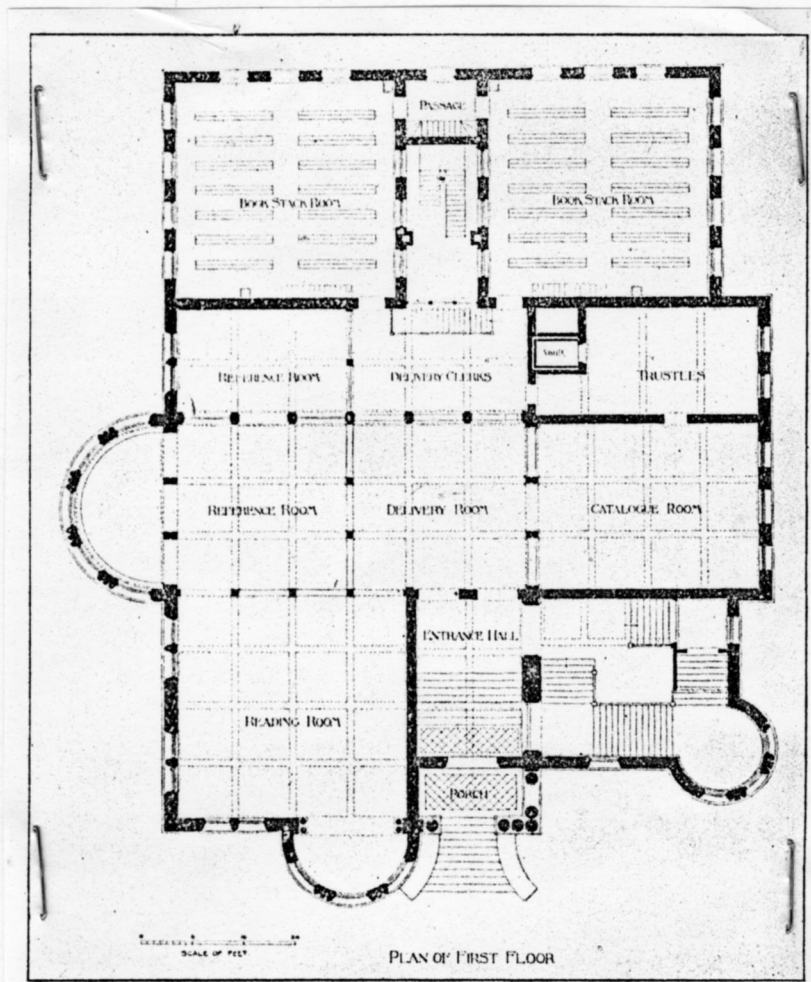 PASSAGE
BOOK STACK ROOM
BOOK STACK ROOM
REFERENCE ROOM
DELIVERY CLERKS
TRUSTEES
REFERENCE ROOM
DELIVERY ROOM
CATALOGUE ROOM
ENTRANCE HALL
READING ROOM
PORCH
SCALE OF FEET
PLAN OF FIRST FLOOR